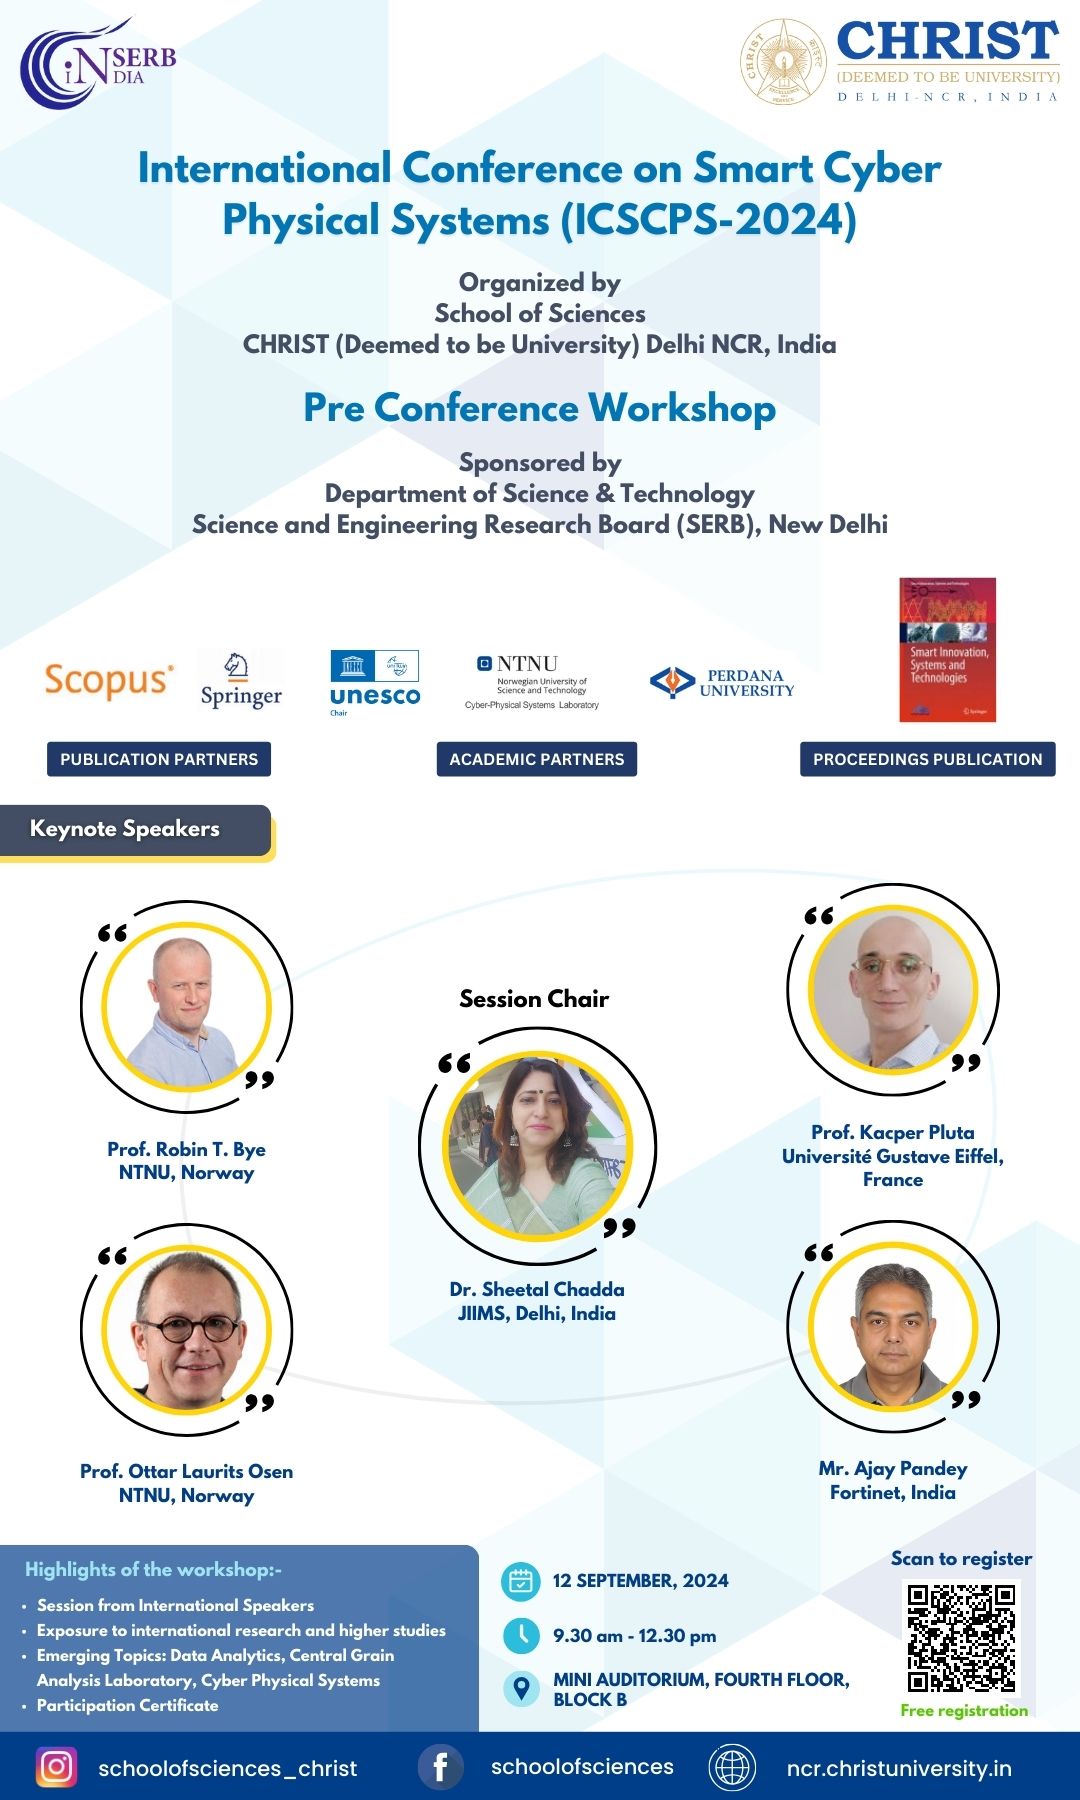 iNSERB
iNDIA
CHRIST
(DEEMED TO BE UNIVERSITY)
DELHI-NCR, INDIA
International Conference on Smart Cyber
Physical Systems (ICSCPS-2024)
Organized by
School of Sciences
CHRIST (Deemed to be University) Delhi NCR, India
Pre Conference Workshop
Sponsored by
Department of Science & Technology
Science and Engineering Research Board (SERB), New Delhi
Scopus®
Springer
unesco
Chair
NTNU
Norwegian University of
Science and Technology
Cyber-Physical Systems Laboratory
PERDANA
UNIVERSITY
Smart Innovation,
Systems and
Technologies
Springer
PUBLICATION PARTNERS
ACADEMIC PARTNERS
PROCEEDINGS PUBLICATION
Keynote Speakers
Prof. Robin T. Bye
NTNU, Norway
Session Chair
Dr. Sheetal Chadda
JIIMS, Delhi, India
Prof. Kacper Pluta
Université Gustave Eiffel,
France
Prof. Ottar Laurits Osen
NTNU, Norway
Mr. Ajay Pandey
Fortinet, India
Highlights of the workshop:-
• Session from International Speakers
• Exposure to international research and higher studies
• Emerging Topics: Data Analytics, Central Grain
Analysis Laboratory, Cyber Physical Systems
• Participation Certificate
12 SEPTEMBER, 2024
9.30 am - 12.30 pm
MINI AUDITORIUM, FOURTH FLOOR,
BLOCK B
Scan to register
Free registration
schoolofsciences_christ
schoolofsciences
ncr.christuniversity.in